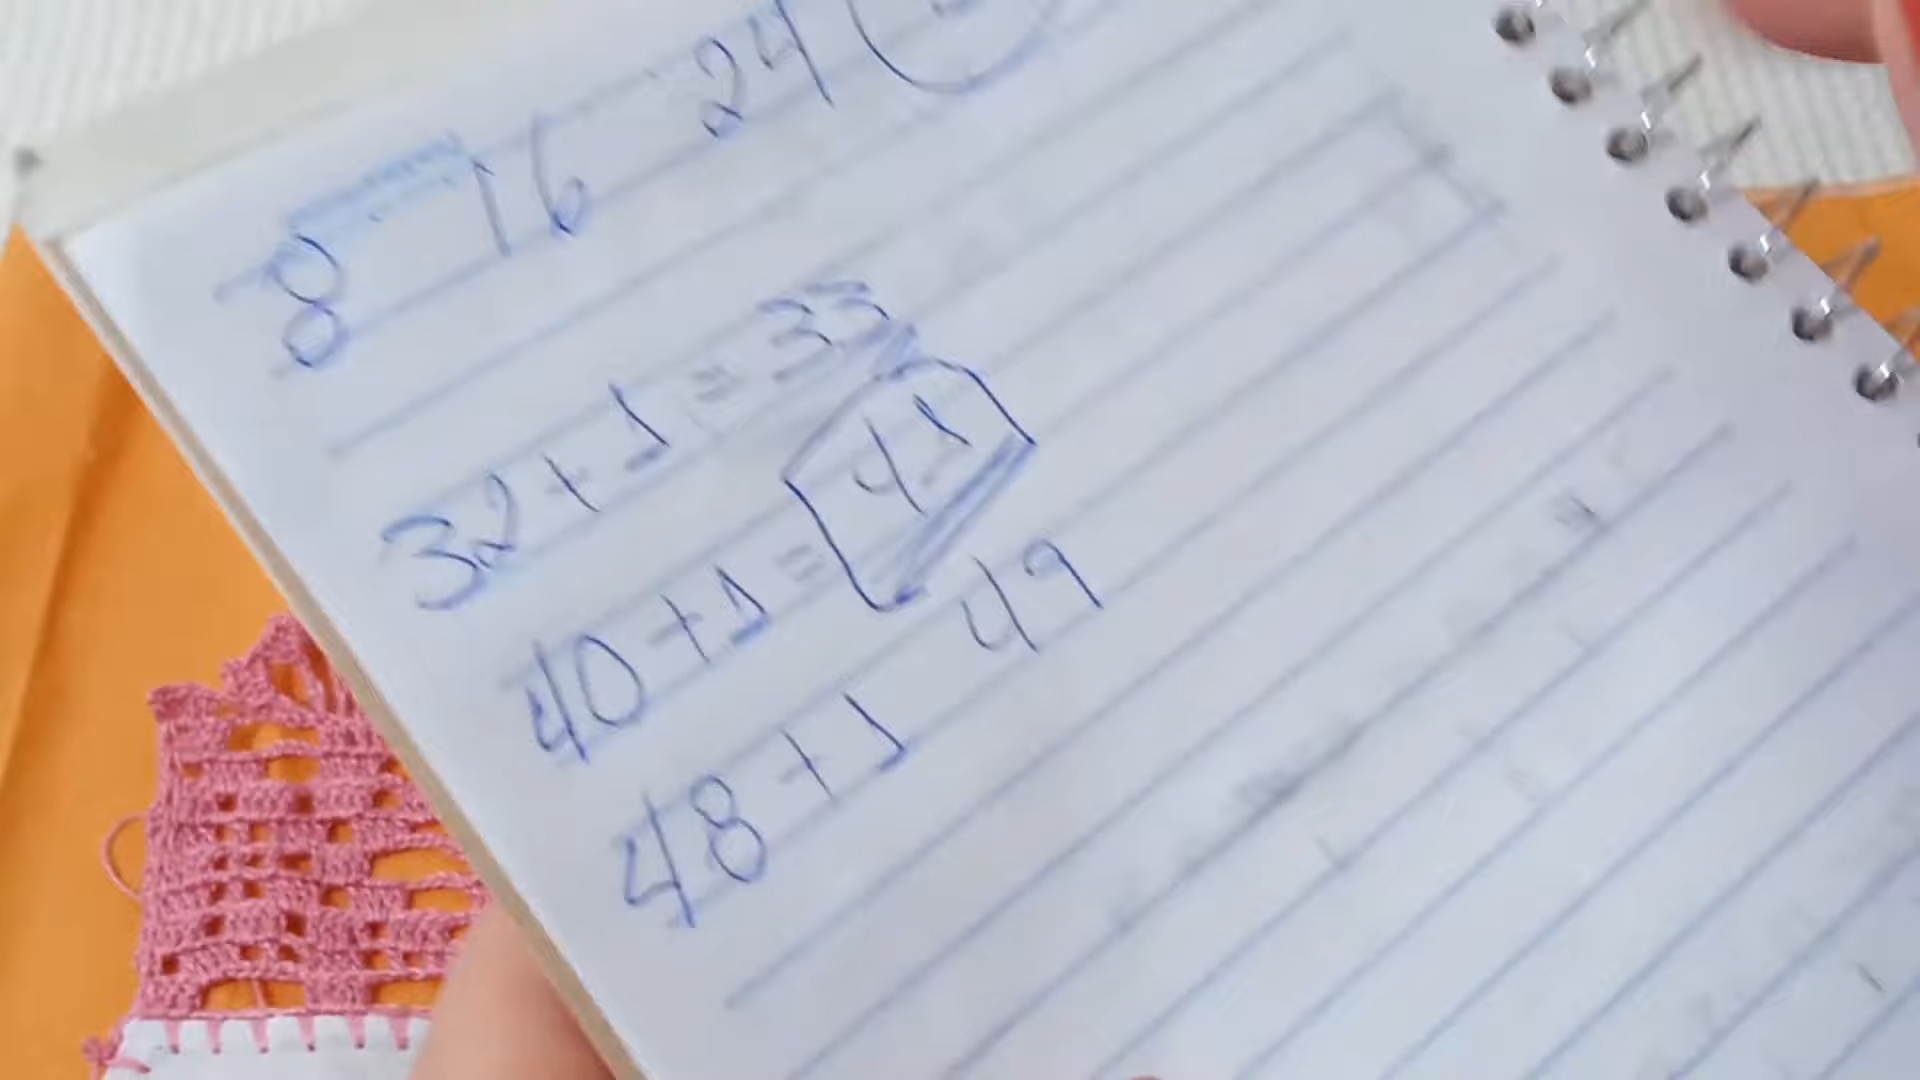 8 16 24
32 + 1 = 33
40 + 1 = 41
48 + 1 49